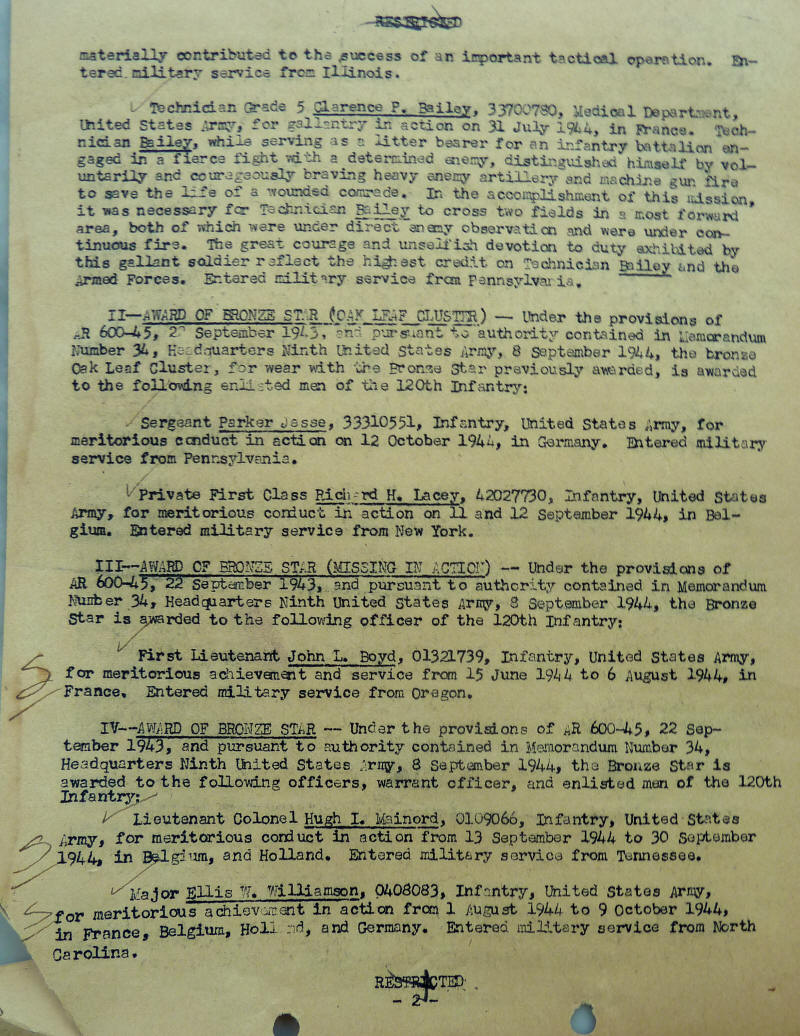 RESTRICTED
materially contributed to the success of an important tactical operation. En-
tered military service from Illinois.
Technician Grade 5 Clarence F. Bailey, 33700780, Medical Department,
United States Army, for gallantry in action on 31 July 1944, in France. Tech-
nician Bailey, while serving as a litter bearer for an infantry battalion en-
gaged in a fierce fight with a determined enemy, distinguished himself by vol-
untarily and courageously braving heavy enemy artillery and machine gun fire
to save the life of a wounded comrade. In the accomplishment of this mission,
it was necessary for Technician Bailey to cross two fields in a most forward
area, both of which were under direct enemy observation and were under con-
tinuous fire. The great courage and unselfish devotion to duty exhibited by
this gallant soldier reflect the highest credit on Technician Bailey and the
Armed Forces. Entered military service from Pennsylvania.
II—AWARD OF BRONZE STAR (OAK LEAF CLUSTER) — Under the provisions of
AR 600-45, 22 September 1943, and pursuant to authority contained in Memorandum
Number 34, Headquarters Ninth United States Army, 8 September 1944, the bronze
Oak Leaf Cluster, for wear with the Bronze Star previously awarded, is awarded
to the following enlisted men of the 120th Infantry:
Sergeant Parker Jesse, 33310551, Infantry, United States Army, for
meritorious conduct in action on 12 October 1944, in Germany. Entered military
service from Pennsylvania.
Private First Class Richard H. Lacey, 42027730, Infantry, United States
Army, for meritorious conduct in action on 11 and 12 September 1944, in Bel-
gium. Entered military service from New York.
III--AWARD OF BRONZE STAR (MISSING IN ACTION) -- Under the provisions of
AR 600-45, 22 September 1943, and pursuant to authority contained in Memorandum
Number 34, Headquarters Ninth United States Army, 8 September 1944, the Bronze
Star is awarded to the following officer of the 120th Infantry:
First Lieutenant John L. Boyd, 01321739, Infantry, United States Army,
for meritorious achievement and service from 15 June 1944 to 6 August 1944, in
France. Entered military service from Oregon.
IV--AWARD OF BRONZE STAR -- Under the provisions of AR 600-45, 22 Sep-
tember 1943, and pursuant to authority contained in Memorandum Number 34,
Headquarters Ninth United States Army, 8 September 1944, the Bronze Star is
awarded to the following officers, warrant officer, and enlisted men of the 120th
Infantry:
Lieutenant Colonel Hugh I. Mainord, 0109066, Infantry, United States
Army, for meritorious conduct in action from 13 September 1944 to 30 September
1944, in Belgium, and Holland. Entered military service from Tennessee.
Major Ellis W. Williamson, 0408083, Infantry, United States Army,
for meritorious achievement in action from 1 August 1944 to 9 October 1944,
in France, Belgium, Holland, and Germany. Entered military service from North
Carolina.
RESTRICTED
- 2 -